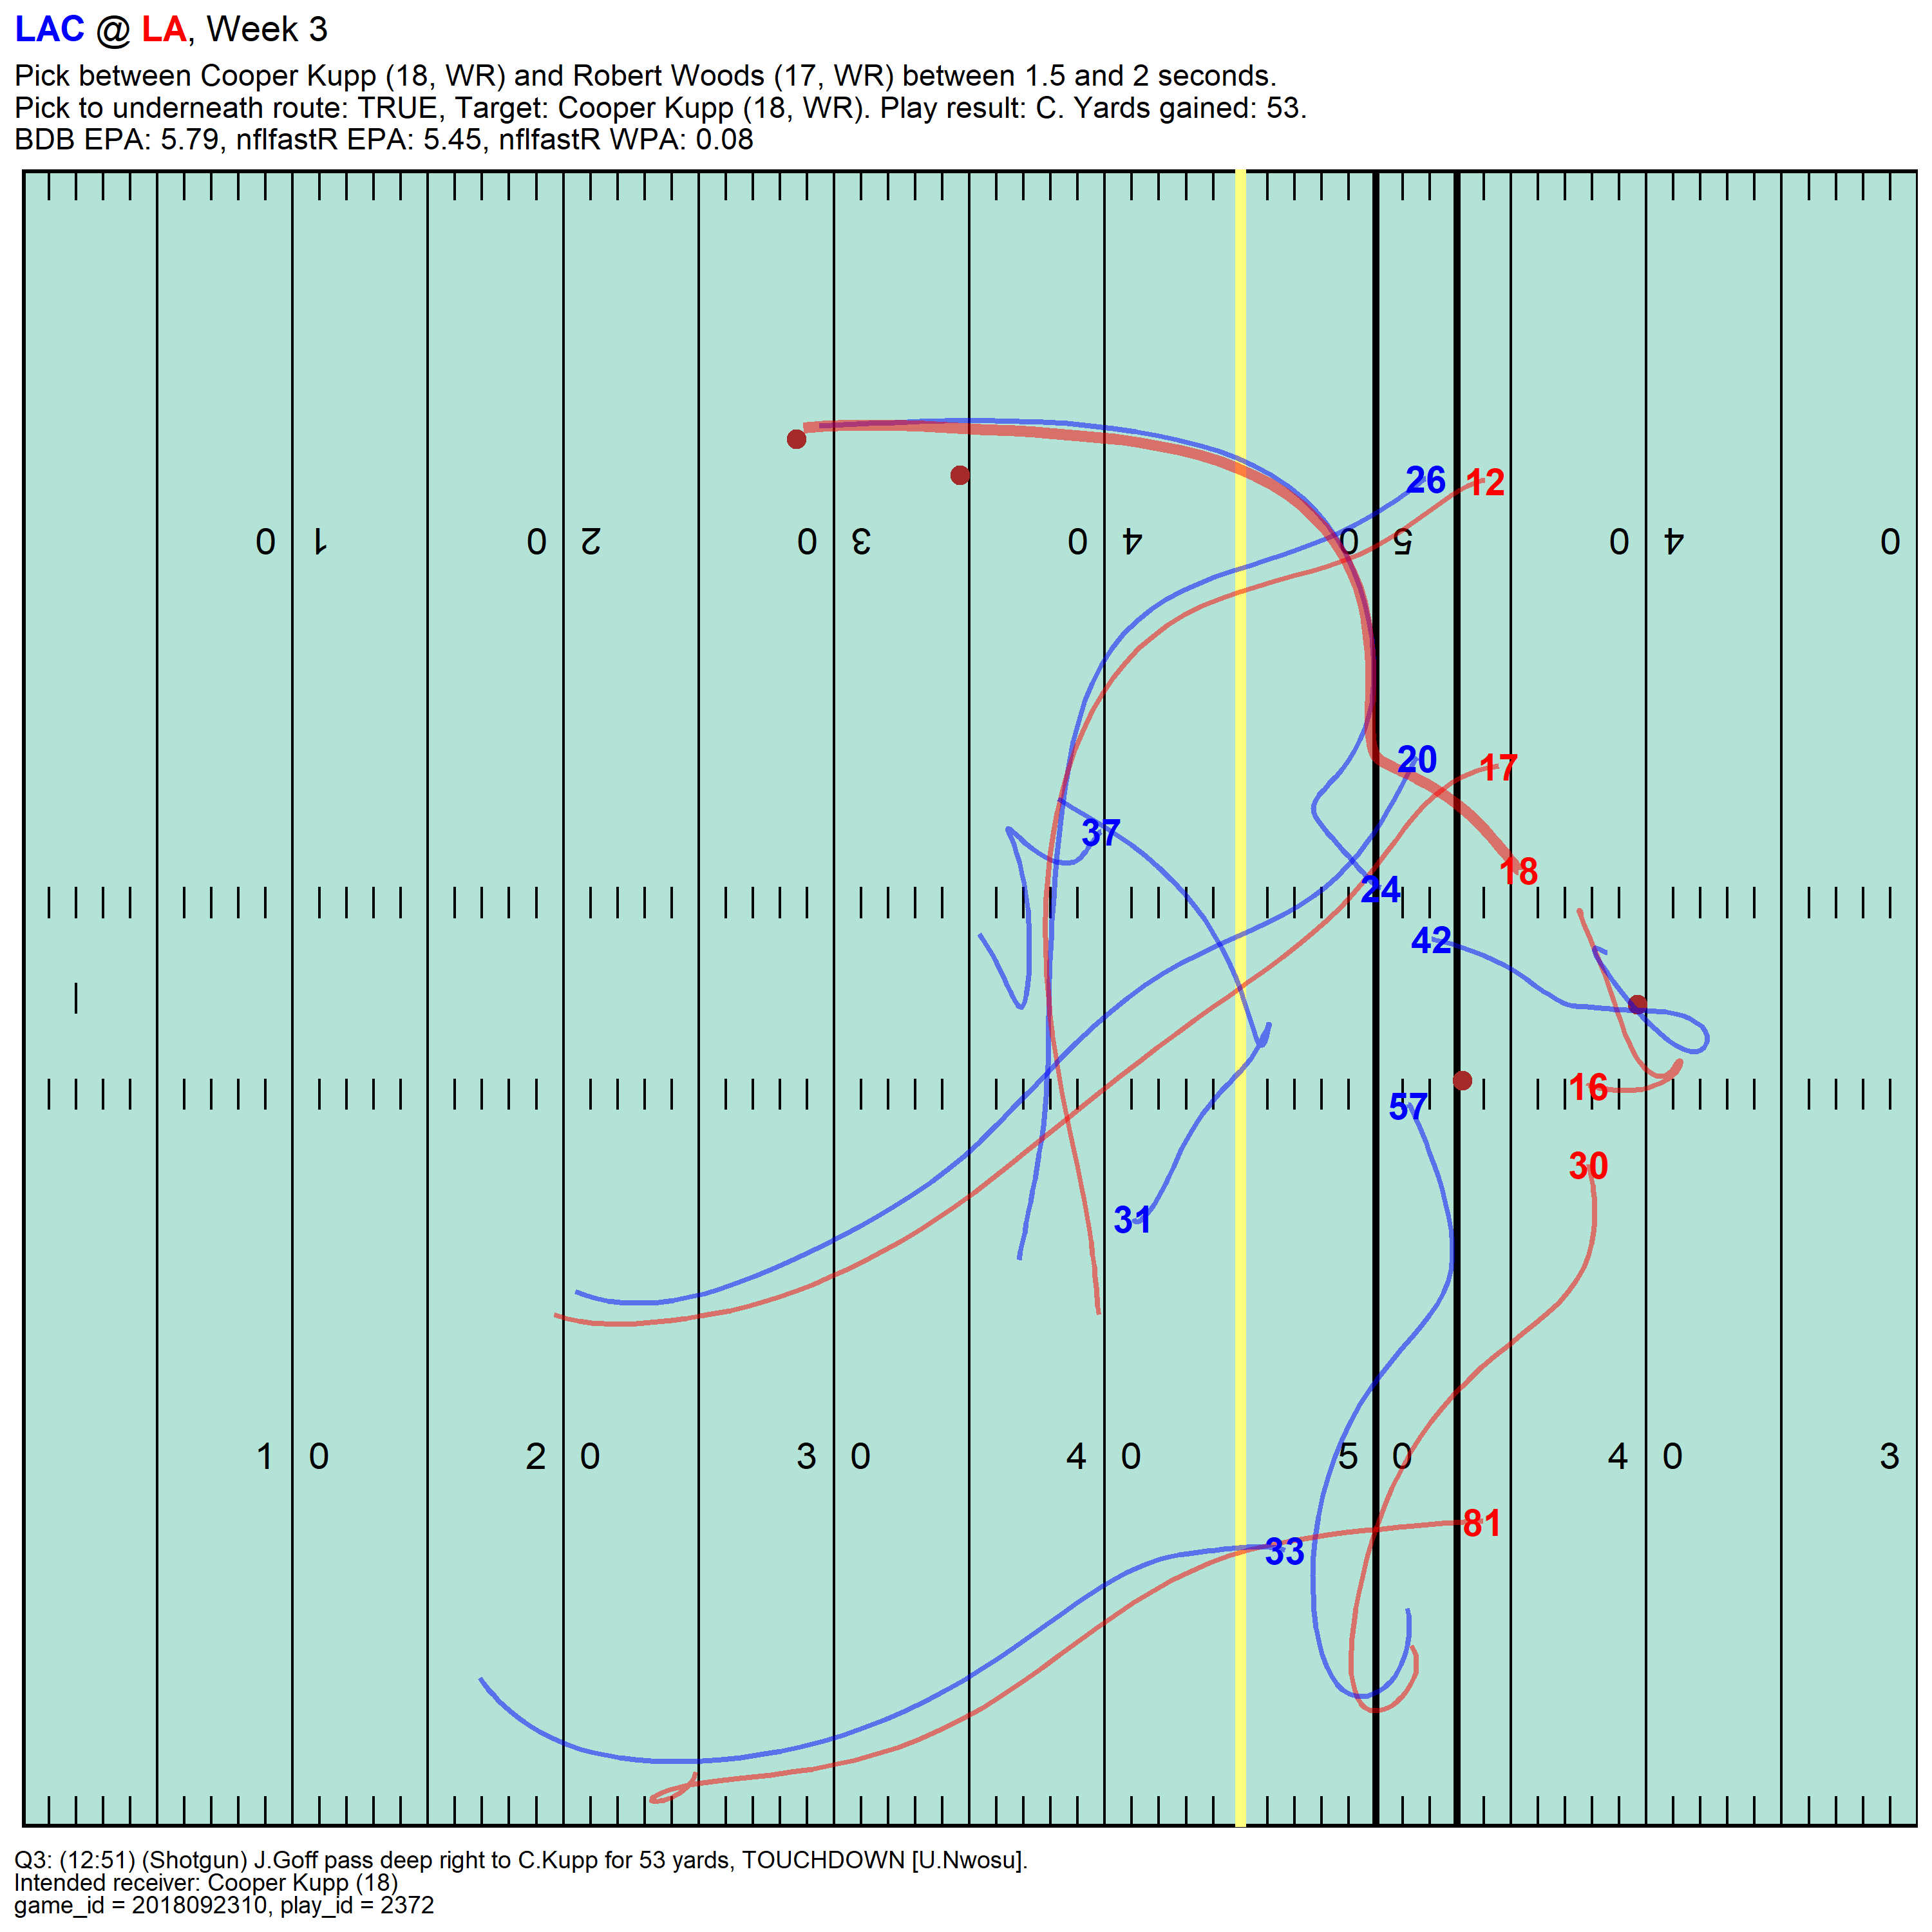 LAC @ LA, Week 3
Pick between Cooper Kupp (18, WR) and Robert Woods (17, WR) between 1.5 and 2 seconds.
Pick to underneath route: TRUE, Target: Cooper Kupp (18, WR). Play result: C. Yards gained: 53.
BDB EPA: 5.79, nflfastR EPA: 5.45, nflfastR WPA: 0.08
26 12
0 1 0 2 0 3 0 4 0 5 0 4 0
20 17
37
18
24
42
16
57
30
31
1 0 2 0 3 0 4 0 5 0 4 0 3
81
33
Q3: (12:51) (Shotgun) J.Goff pass deep right to C.Kupp for 53 yards, TOUCHDOWN [U.Nwosu].
Intended receiver: Cooper Kupp (18)
game_id = 2018092310, play_id = 2372